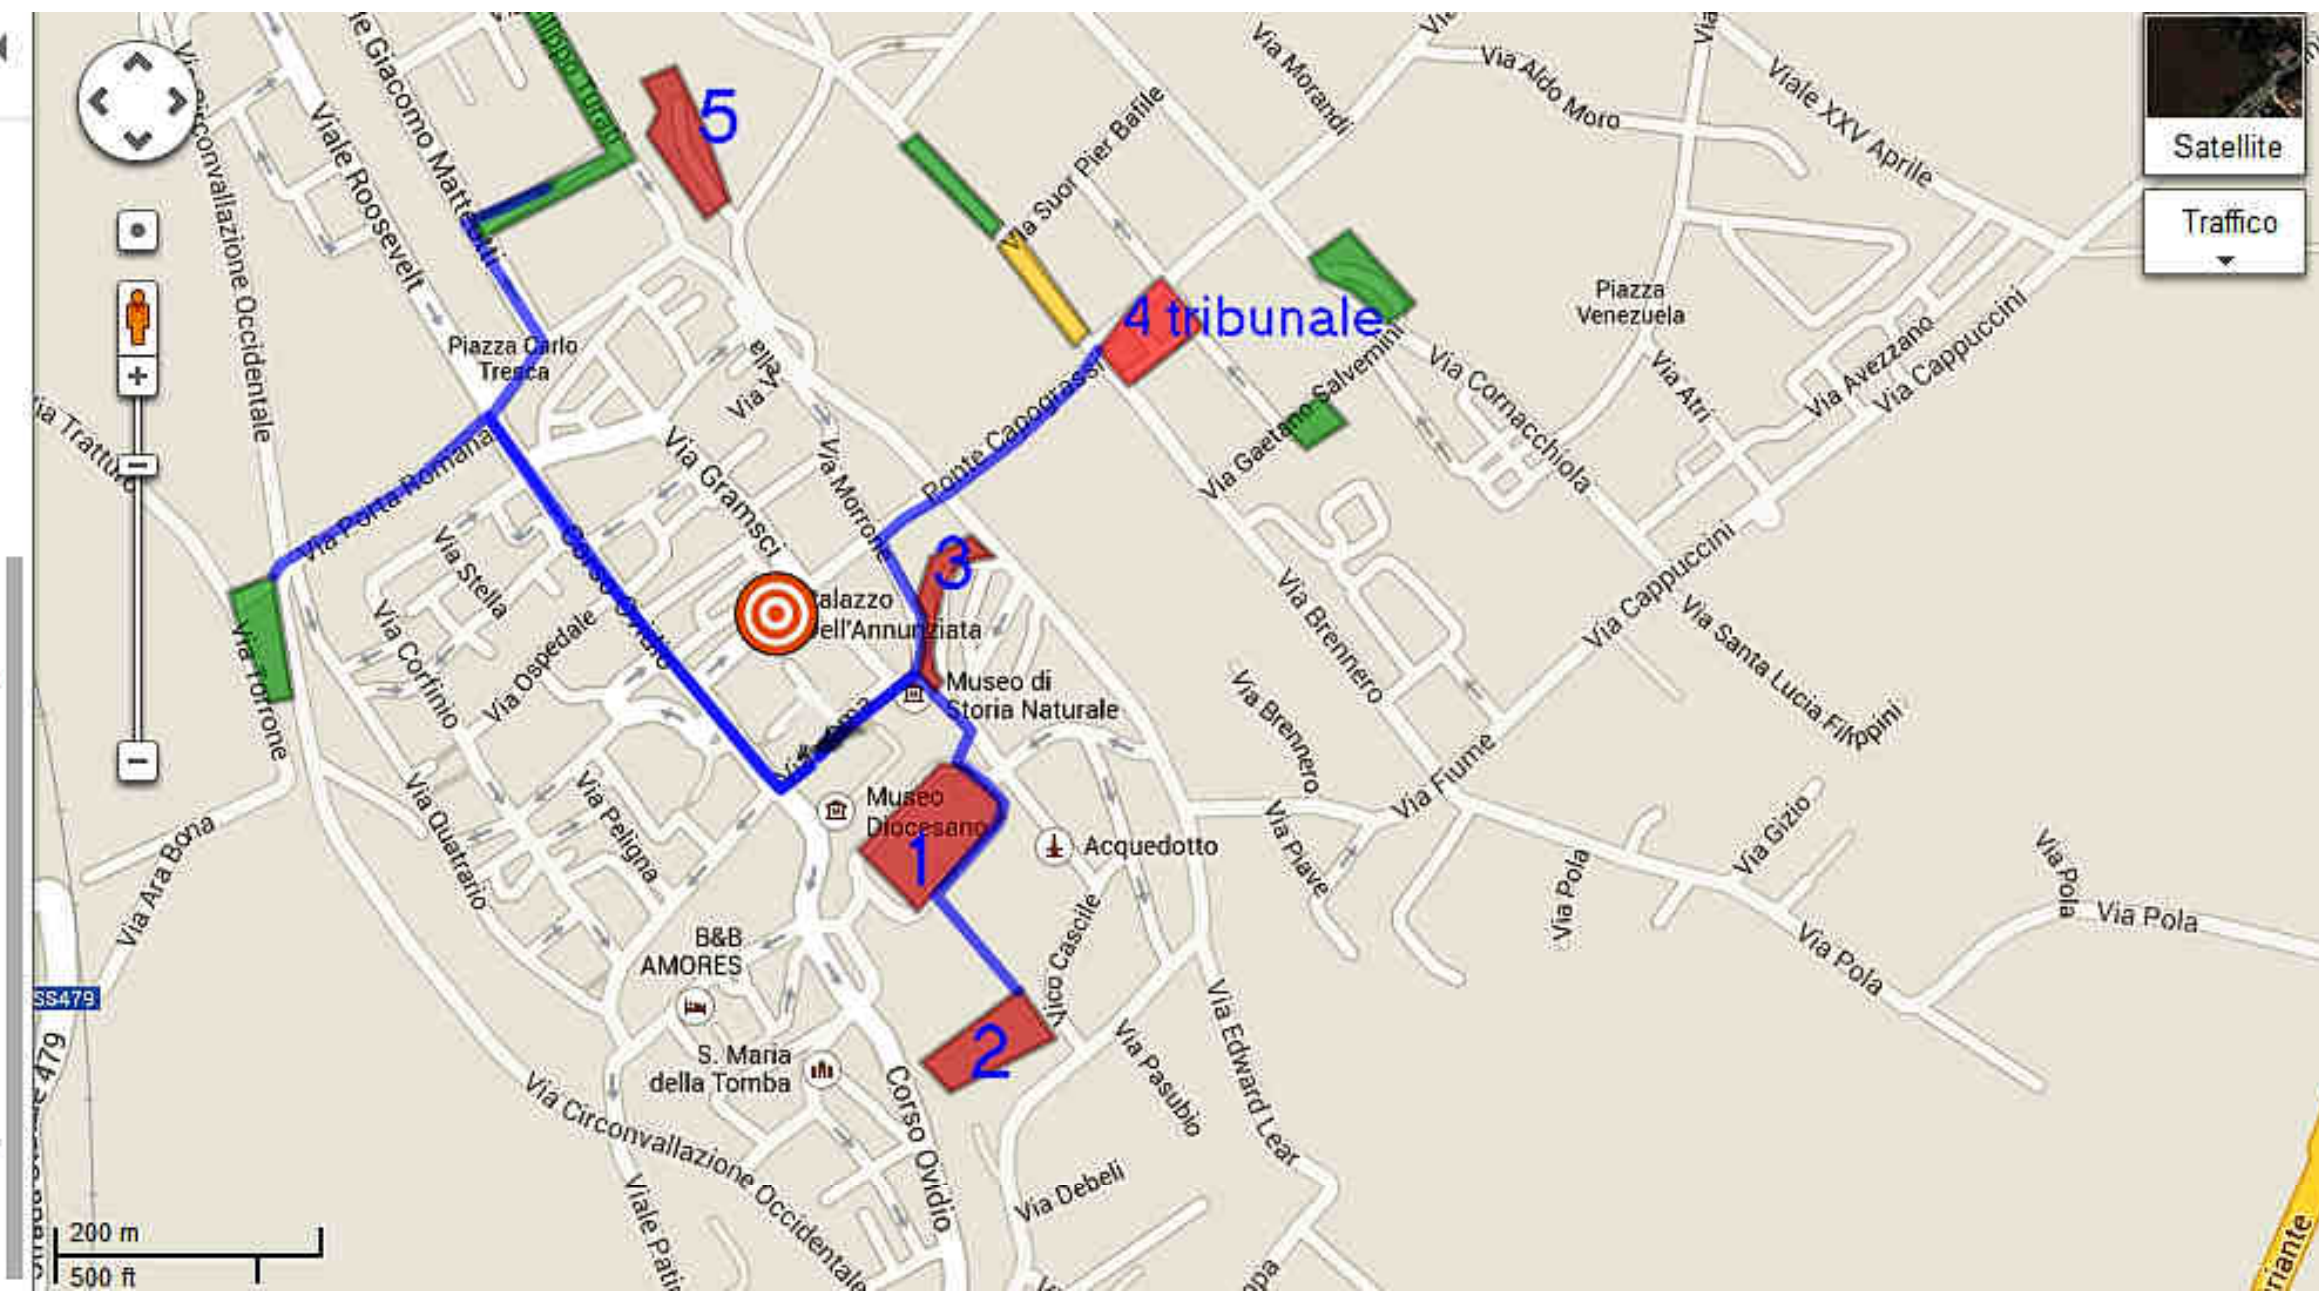 Viale Roosevelt
Via Circonvallazione Occidentale
5
Via Suor Pier Bafile
Via Morandi
Via Aldo Moro
Viale XXV Aprile
Satellite
Traffico
Piazza Carlo
Tresca
4 tribunale
Piazza
Venezuela
Via Gaetano Salvemini
Via Cornacchiola
Via Atri
Via Avezzano
Via Cappuccini
Ponte Capograssi
Via Porta Romana
Via Gramsci
Via Morrone
Via Stella
Corso Ovidio
3
Palazzo
dell'Annunziata
Via Corfinio
Via Ospedale
Via Torrone
Museo di
Storia Naturale
Via Brennero
Via Cappuccini
Via Santa Lucia Filippini
Via Brennero
Via Fiume
Via Roma
Museo
Diocesano
1
Acquedotto
Via Quatrario
Via Peligna
Via Piave
Via Pola
Via Gizio
Via Pola
Via Pola
Via Pola
Via Ara Bona
B&B
AMORES
Vico Cascile
SS479
2
S. Maria
della Tomba
Via Pasubio
Via Edward Lear
Via Circonvallazione Occidentale
Corso Ovidio
Via Debeli
200 m
500 ft